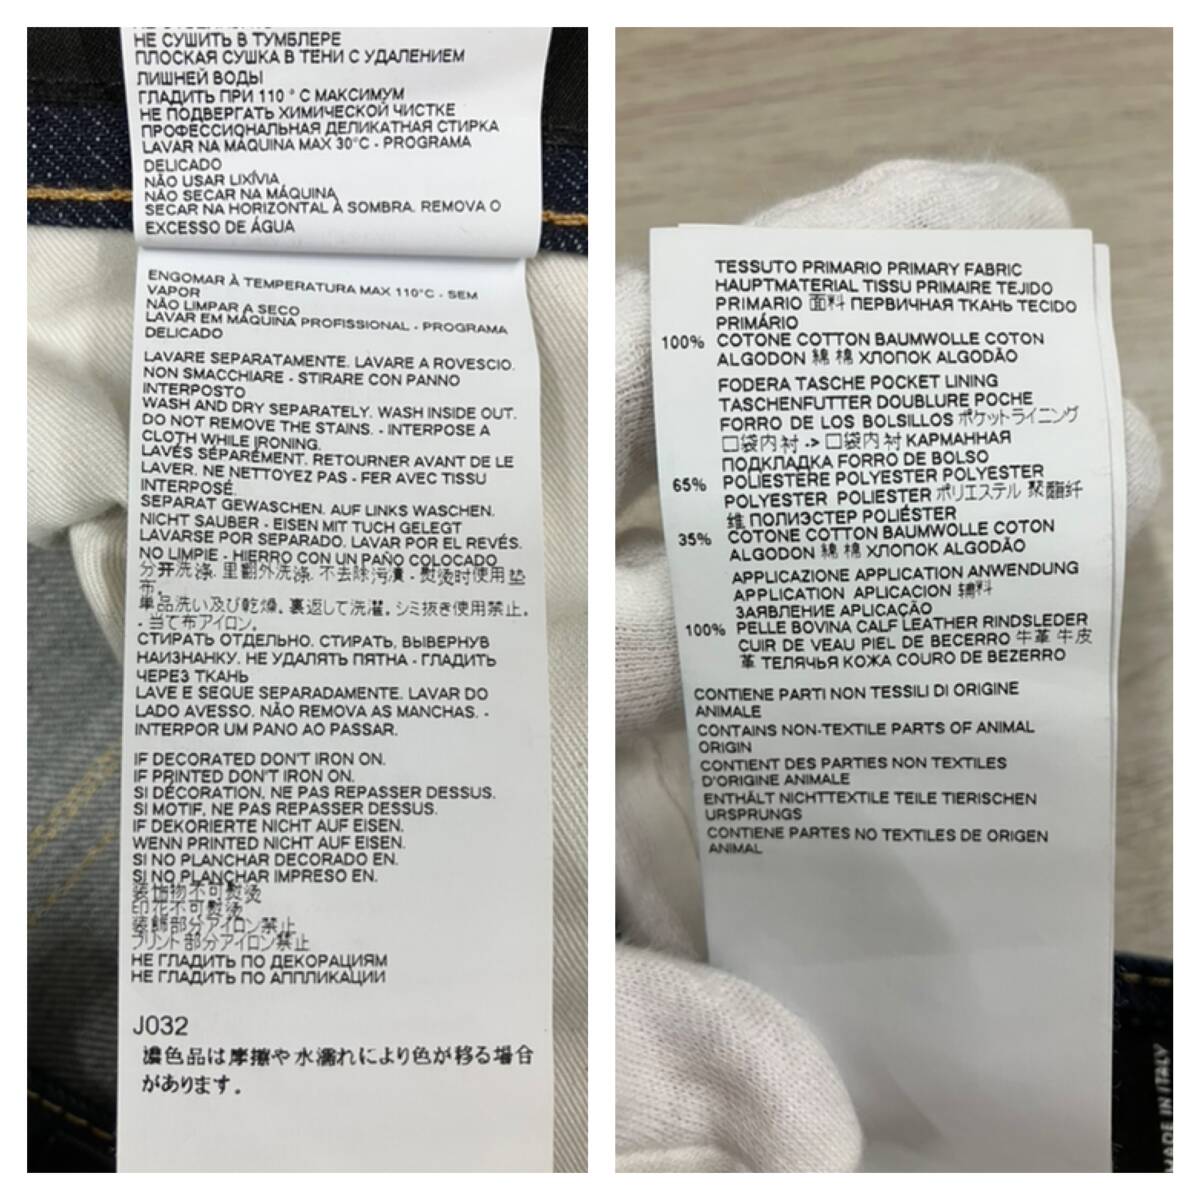 НЕ СУШИТЬ В ТУМБЛЕРЕ
ПЛОСКАЯ СУШКА В ТЕНИ С УДАЛЕНИЕМ
ЛИШНЕЙ ВОДЫ
ГЛАДИТЬ ПРИ 110 ° С МАКСИМУМ
НЕ ПОДВЕРГАТЬ ХИМИЧЕСКОЙ ЧИСТКЕ
ПРОФЕССИОНАЛЬНАЯ ДЕЛИКАТНАЯ СТИРКА
LAVAR NA MÁQUINA MAX 30°C - PROGRAMA
DELICADO
NÃO USAR LIXÍVIA
NÃO SECAR NA MÁQUINA
SECAR NA HORIZONTAL À SOMBRA. REMOVA O
EXCESSO DE ÁGUA
ENGOMAR À TEMPERATURA MAX 110°C - SEM
VAPOR
NÃO LIMPAR A SECO
LAVAR EM MÁQUINA PROFISSIONAL - PROGRAMA
DELICADO
LAVARE SEPARATAMENTE. LAVARE A ROVESCIO.
NON SMACCHIARE - STIRARE CON PANNO
INTERPOSTO
WASH AND DRY SEPARATELY. WASH INSIDE OUT.
DO NOT REMOVE THE STAINS. - INTERPOSE A
CLOTH WHILE IRONING.
LAVÉS SÉPARÉMENT. RETOURNER AVANT DE LE
LAVER. NE NETTOYEZ PAS - FER AVEC TISSU
INTERPOSÉ.
SEPARAT GEWASCHEN. AUF LINKS WASCHEN.
NICHT SAUBER - EISEN MIT TUCH GELEGT
LAVARSE POR SEPARADO. LAVAR POR EL REVÉS.
NO LIMPIE - HIERRO CON UN PAÑO COLOCADO
分开洗涤. 里翻外洗涤. 不去除污渍 - 熨烫时使用垫
布。
単品洗い及び乾燥。裏返して洗濯。シミ抜き使用禁止。
- 当て布アイロン。
СТИРАТЬ ОТДЕЛЬНО. СТИРАТЬ, ВЫВЕРНУВ
НАИЗНАНКУ. НЕ УДАЛЯТЬ ПЯТНА - ГЛАДИТЬ
ЧЕРЕЗ ТКАНЬ
LAVE E SEQUE SEPARADAMENTE. LAVAR DO
LADO AVESSO. NÃO REMOVA AS MANCHAS. -
INTERPOR UM PANO AO PASSAR.
IF DECORATED DON'T IRON ON.
IF PRINTED DON'T IRON ON.
SI DÉCORATION, NE PAS REPASSER DESSUS.
SI MOTIF, NE PAS REPASSER DESSUS.
IF DEKORIERTE NICHT AUF EISEN.
WENN PRINTED NICHT AUF EISEN.
SI NO PLANCHAR DECORADO EN.
SI NO PLANCHAR IMPRESO EN.
装饰物不可熨烫
印花不可熨烫
装飾部分アイロン禁止
プリント部分アイロン禁止
НЕ ГЛАДИТЬ ПО ДЕКОРАЦИЯМ
НЕ ГЛАДИТЬ ПО АППЛИКАЦИИ
J032
濃色品は摩擦や水濡れにより色が移る場合
があります。
TESSUTO PRIMARIO PRIMARY FABRIC
HAUPTMATERIAL TISSU PRIMAIRE TEJIDO
PRIMARIO 面料 ПЕРВИЧНАЯ ТКАНЬ TECIDO
PRIMÁRIO
100% COTONE COTTON BAUMWOLLE COTON
ALGODON 綿 棉 ХЛОПОК ALGODÃO
FODERA TASCHE POCKET LINING
TASCHENFUTTER DOUBLURE POCHE
FORRO DE LOS BOLSILLOS ポケットライニング
口袋内衬 -> 口袋内衬 КАРМАННАЯ
ПОДКЛАДКА FORRO DE BOLSO
65% POLIESTERE POLYESTER POLYESTER
POLYESTER POLIESTER ポリエステル 聚酯纤
维 ПОЛИЭСТЕР POLIÉSTER
35% COTONE COTTON BAUMWOLLE COTON
ALGODON 綿 棉 ХЛОПОК ALGODÃO
APPLICAZIONE APPLICATION ANWENDUNG
APPLICATION APLICACION 辅料
ЗАЯВЛЕНИЕ APLICAÇÃO
100% PELLE BOVINA CALF LEATHER RINDSLEDER
CUIR DE VEAU PIEL DE BECERRO 牛革 牛皮
革 ТЕЛЯЧЬЯ КОЖА COURO DE BEZERRO
CONTIENE PARTI NON TESSILI DI ORIGINE
ANIMALE
CONTAINS NON-TEXTILE PARTS OF ANIMAL
ORIGIN
CONTIENT DES PARTIES NON TEXTILES
D'ORIGINE ANIMALE
ENTHÄLT NICHTTEXTILE TEILE TIERISCHEN
URSPRUNGS
CONTIENE PARTES NO TEXTILES DE ORIGEN
ANIMAL
MADE IN ITALY